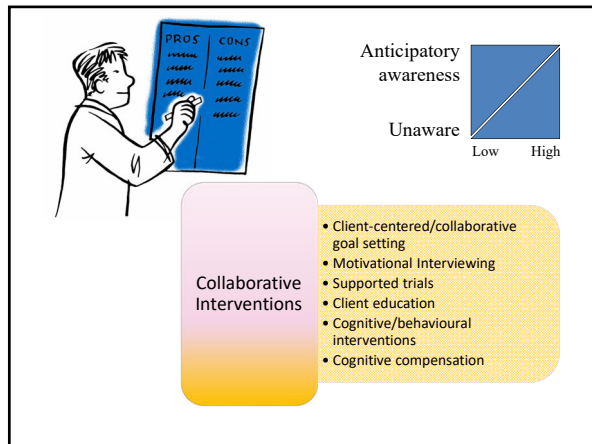 PROS CONS
Anticipatory
awareness
Unaware
Low High
Collaborative
Interventions
• Client-centered/collaborative
goal setting
• Motivational Interviewing
• Supported trials
• Client education
• Cognitive/behavioural
interventions
• Cognitive compensation